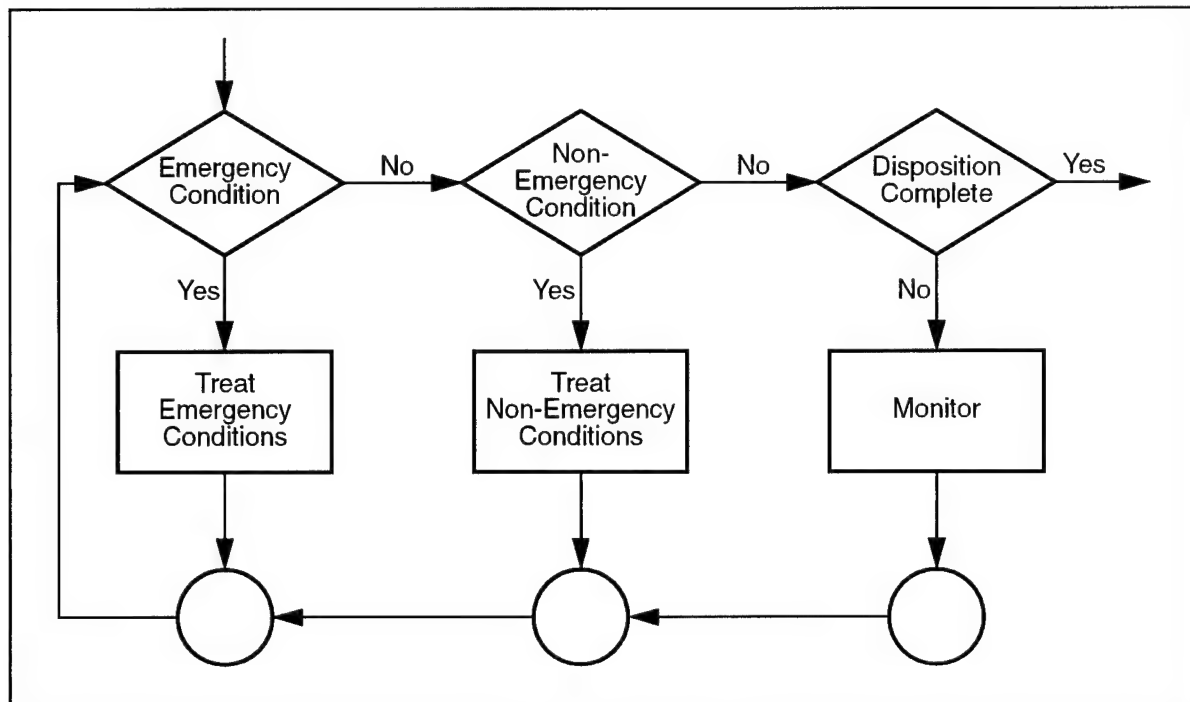 Emergency
Condition
No
Non-
Emergency
Condition
No
Disposition
Complete
Yes
Yes
Yes
No
Treat
Emergency
Conditions
Treat
Non-Emergency
Conditions
Monitor